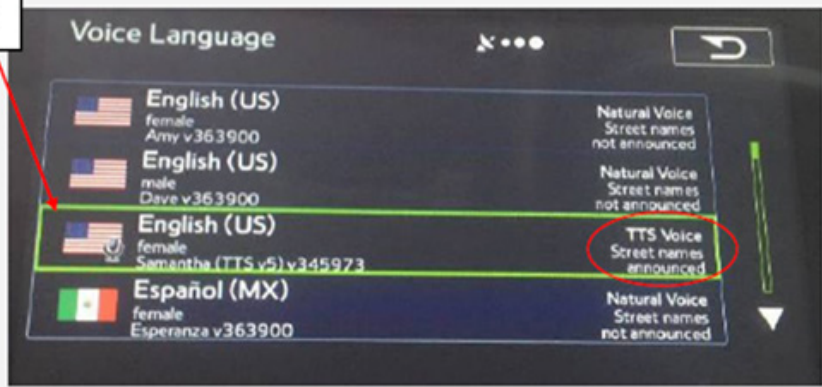 Voice Language
English (US)
female
Amy v363900
Natural Voice
Street names
not announced
English (US)
male
Dave v363900
Natural Voice
Street names
not announced
English (US)
female
Samantha (TTS v5) v345973
TTS Voice
Street names
announced
Español (MX)
female
Esperanza v363900
Natural Voice
Street names
not announced